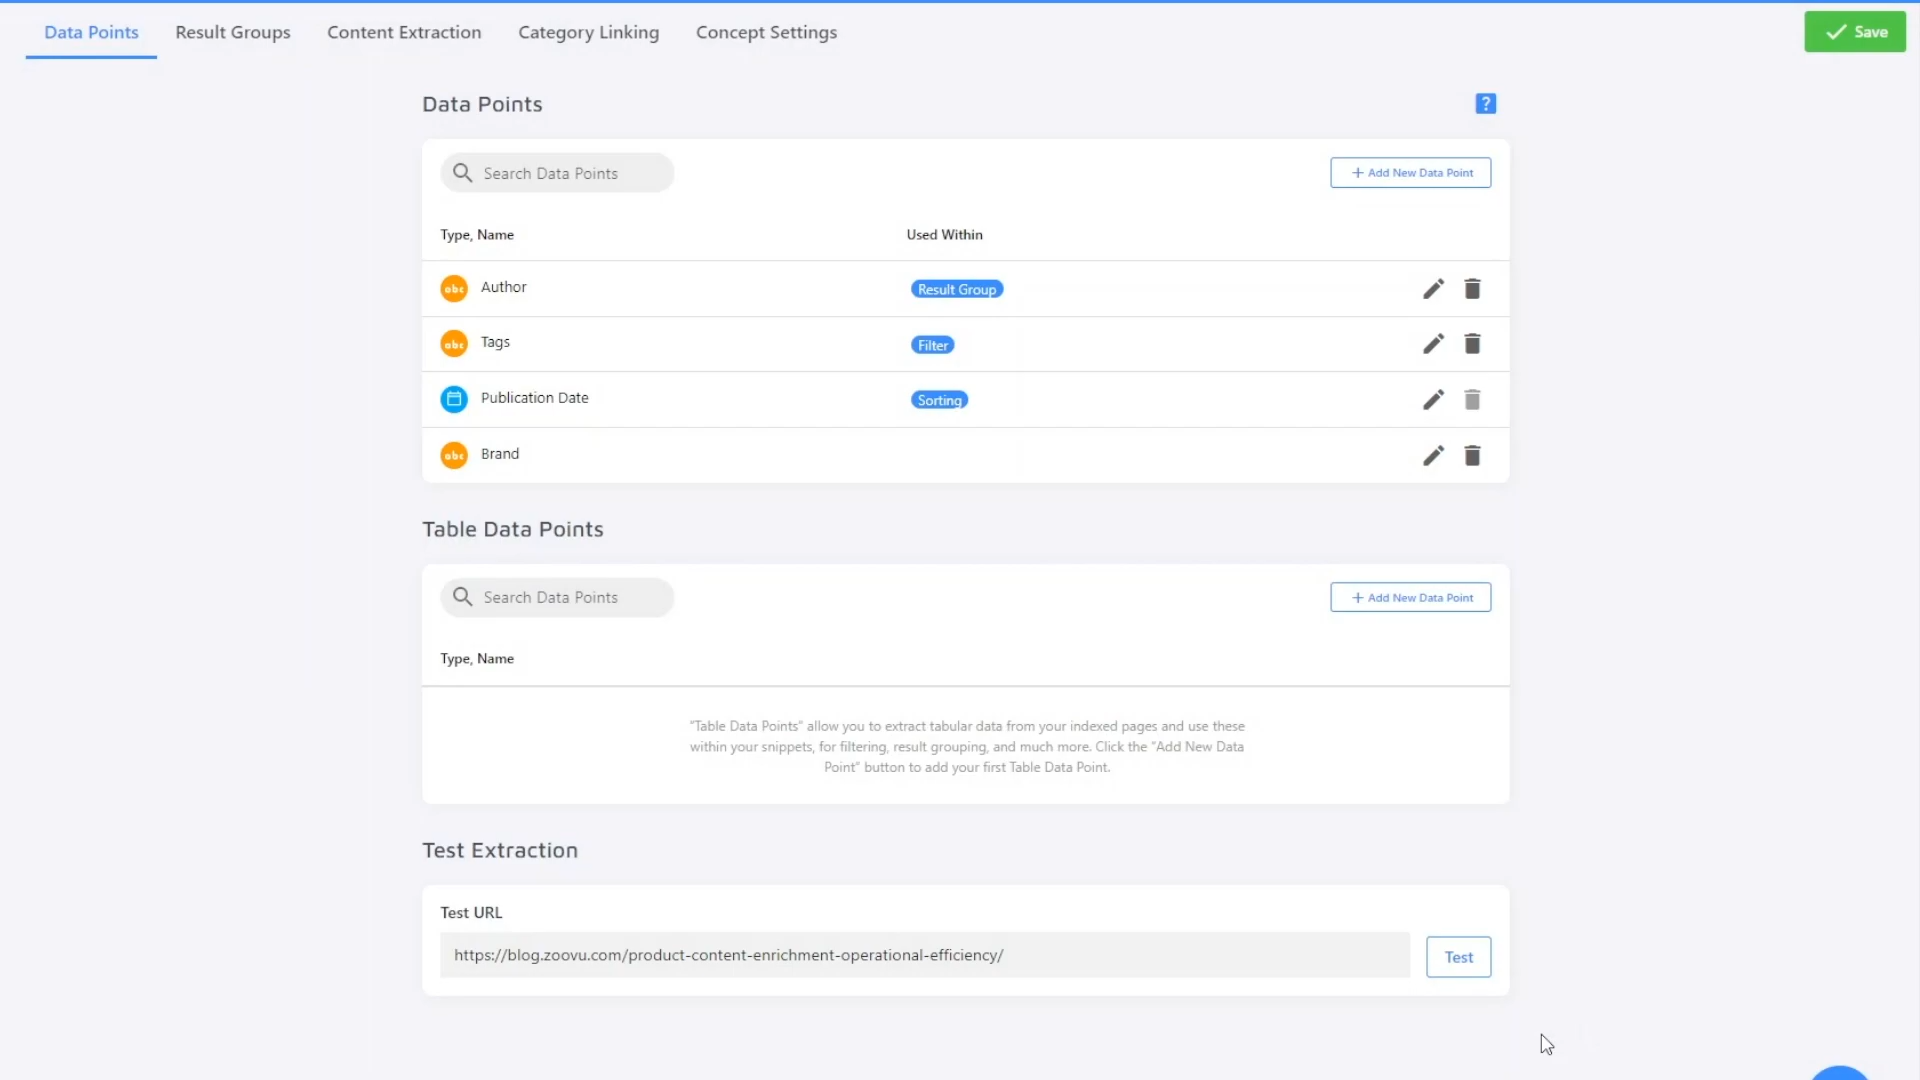 Data Points
Result Groups
Content Extraction
Category Linking
Concept Settings
Save
Data Points
?
Search Data Points
+ Add New Data Point
Type, Name
Used Within
abc
Author
Result Group
abc
Tags
Filter
Publication Date
Sorting
abc
Brand
Table Data Points
Search Data Points
+ Add New Data Point
Type, Name
"Table Data Points" allow you to extract tabular data from your indexed pages and use these
within your snippets, for filtering, result grouping, and much more. Click the "Add New Data
Point" button to add your first Table Data Point.
Test Extraction
Test URL
https://blog.zoovu.com/product-content-enrichment-operational-efficiency/
Test